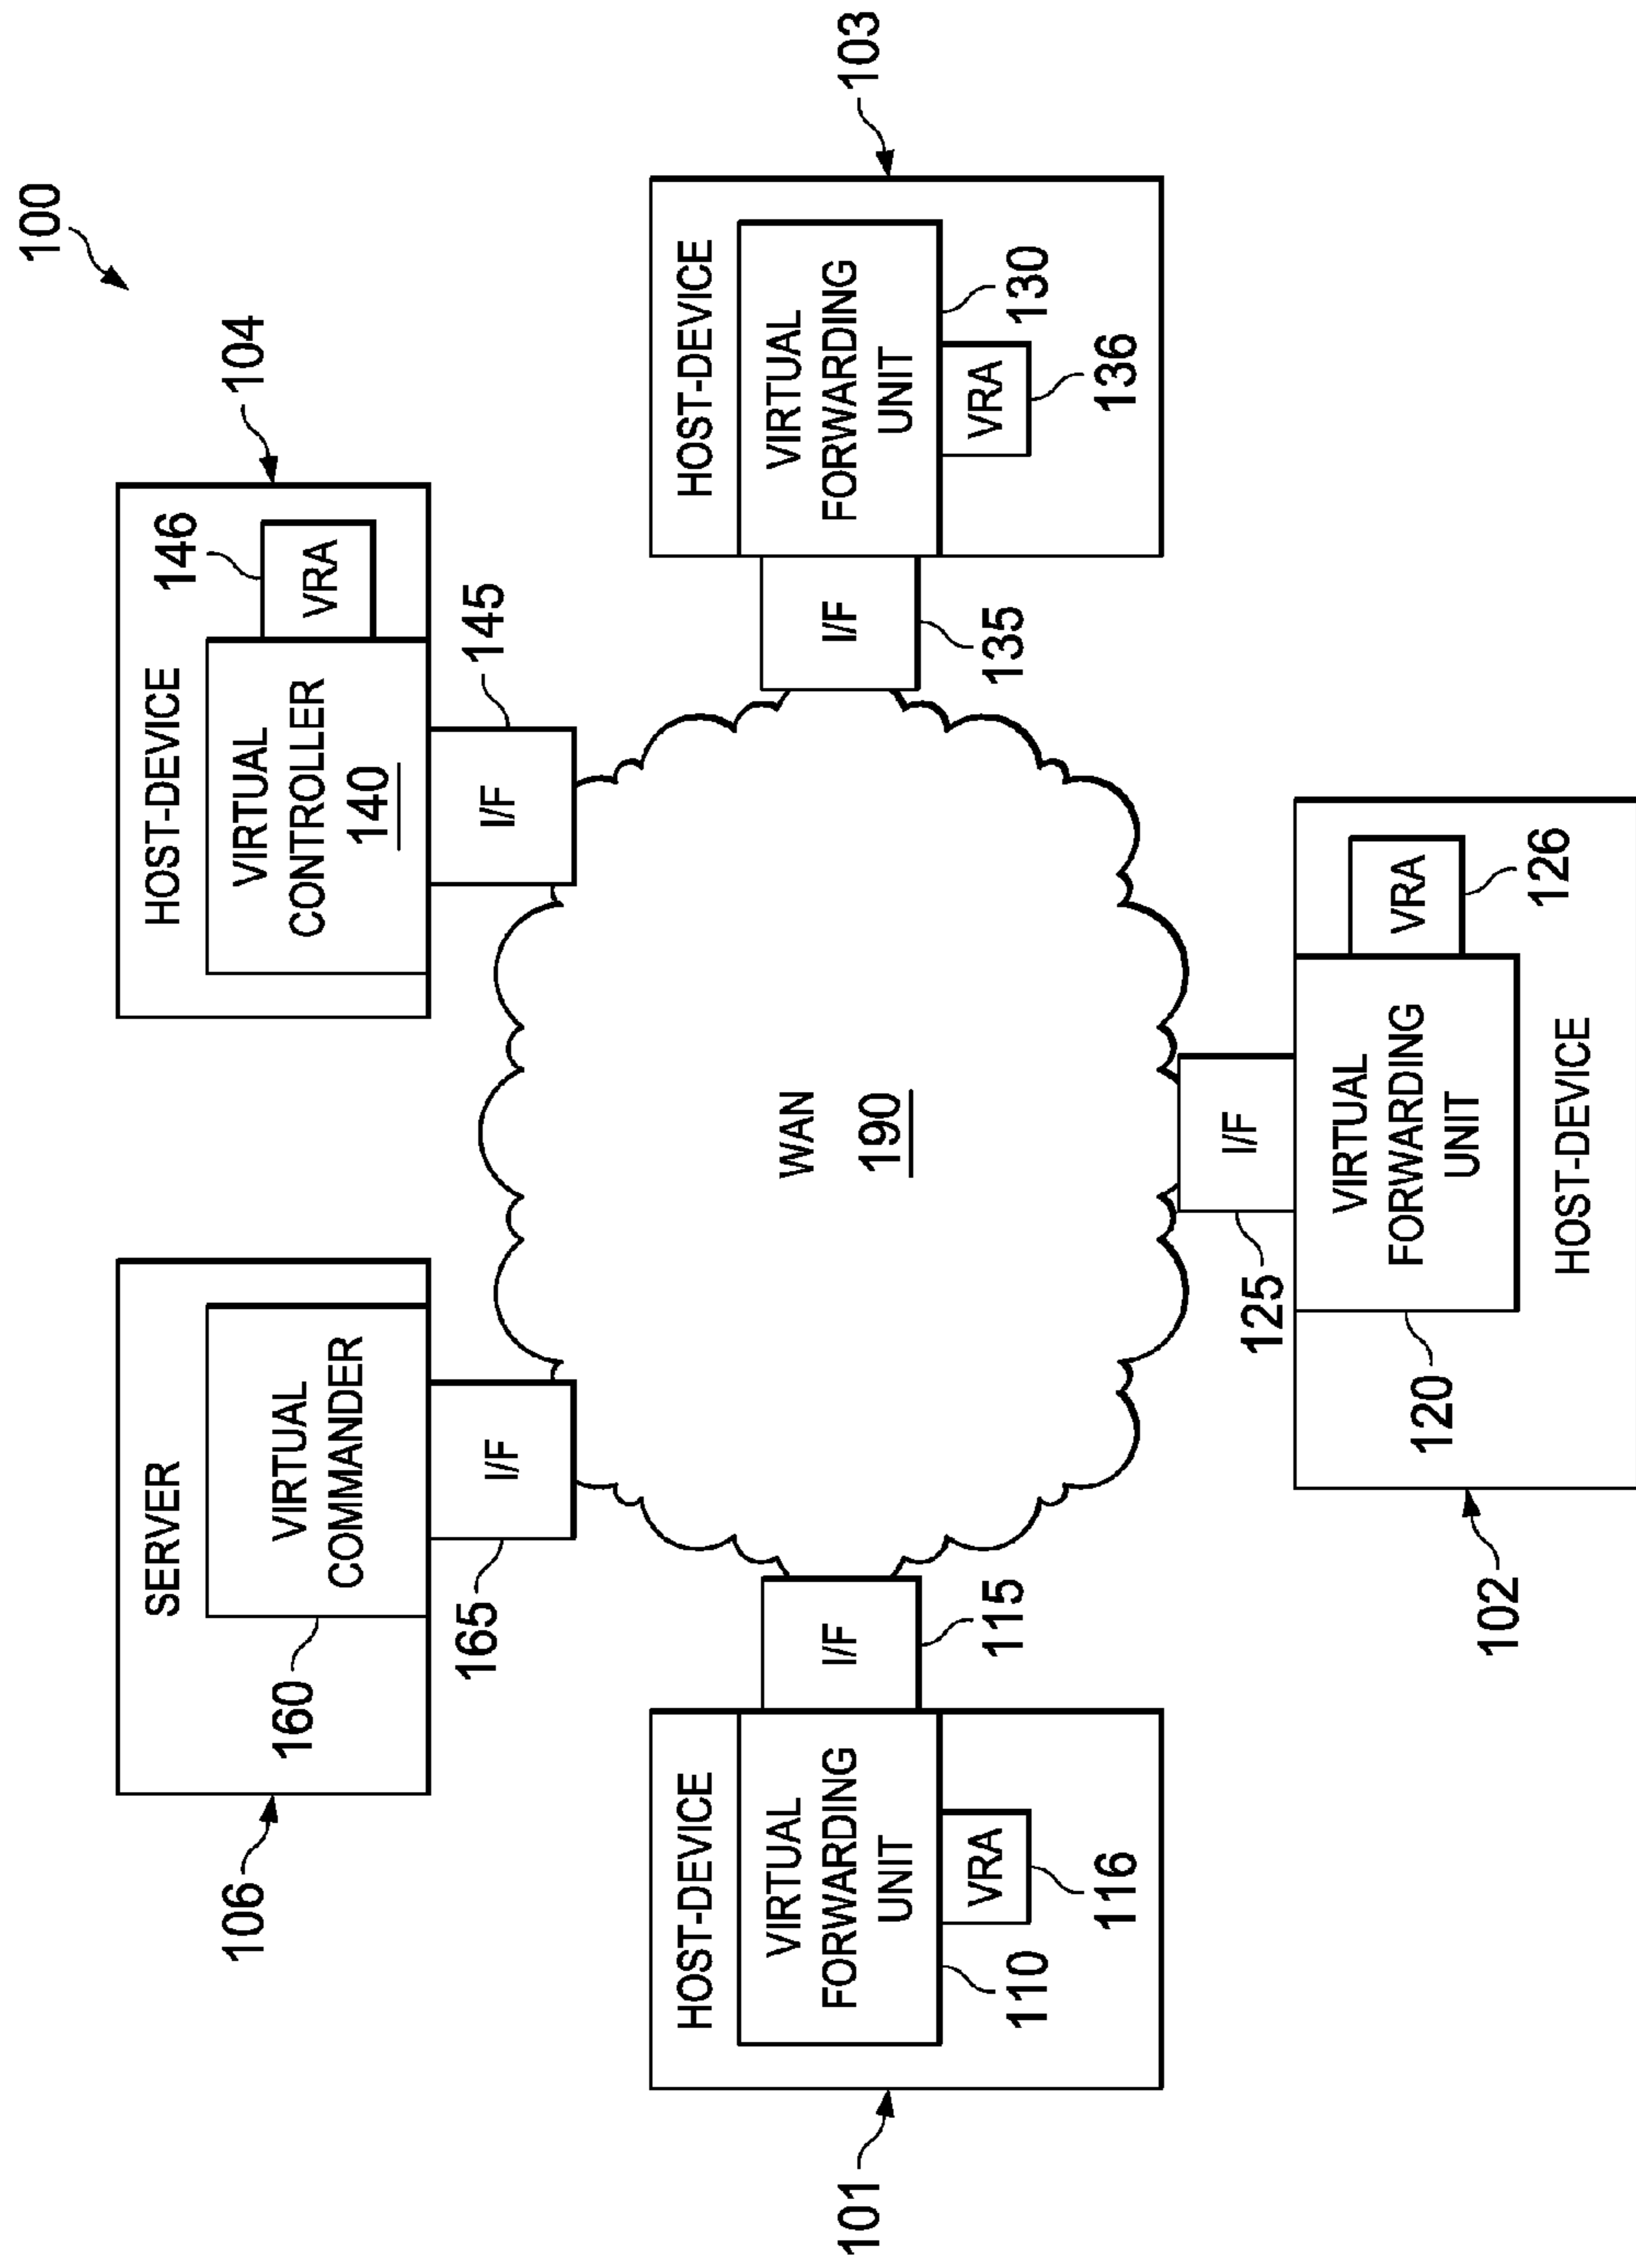 100
106
SERVER
VIRTUAL
COMMANDER
160
I/F
165
104
HOST-DEVICE
146
VRA
VIRTUAL
CONTROLLER
140
I/F
145
WAN
190
101
HOST-DEVICE
VIRTUAL
FORWARDING
UNIT
110
VRA
116
I/F
115
103
HOST-DEVICE
VIRTUAL
FORWARDING
UNIT
130
VRA
136
I/F
135
I/F
125
VIRTUAL
FORWARDING
UNIT
120
VRA
126
HOST-DEVICE
102